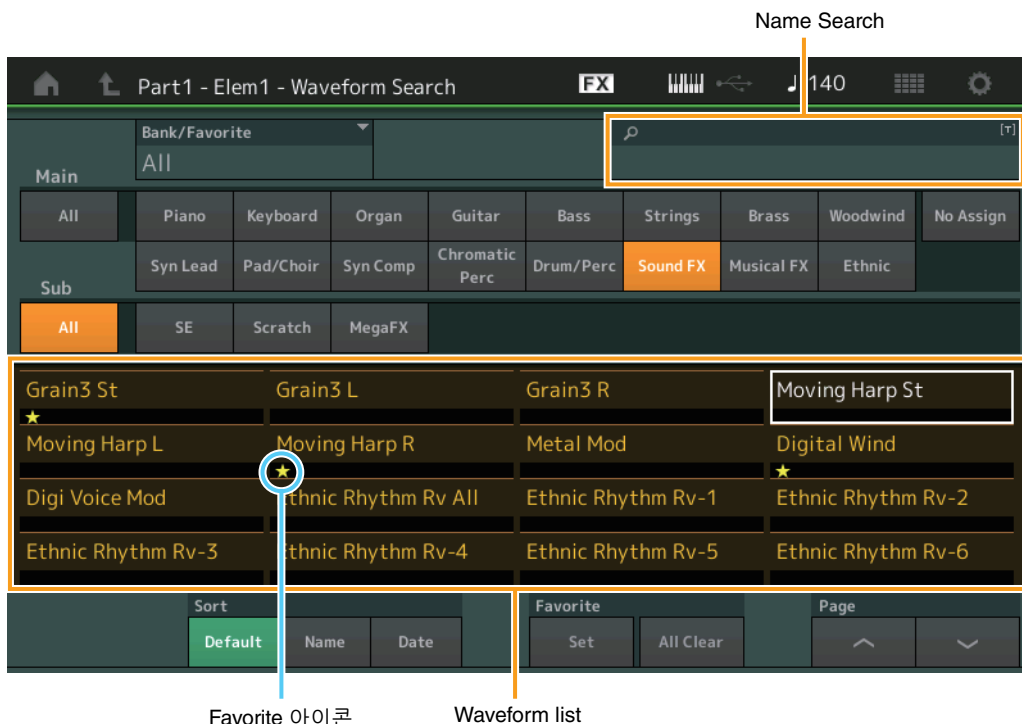 Name Search
Part1 - Elem1 - Waveform Search FX ♩ 140
Bank/Favorite
All
[T]
Main
All Piano Keyboard Organ Guitar Bass Strings Brass Woodwind No Assign
Syn Lead Pad/Choir Syn Comp Chromatic Perc Drum/Perc Sound FX Musical FX Ethnic
Sub
All SE Scratch MegaFX
Grain3 St Grain3 L Grain3 R Moving Harp St
Moving Harp L Moving Harp R Metal Mod Digital Wind
Digi Voice Mod Ethnic Rhythm Rv All Ethnic Rhythm Rv-1 Ethnic Rhythm Rv-2
Ethnic Rhythm Rv-3 Ethnic Rhythm Rv-4 Ethnic Rhythm Rv-5 Ethnic Rhythm Rv-6
Sort Favorite Page
Default Name Date Set All Clear
Favorite 아이콘 Waveform list